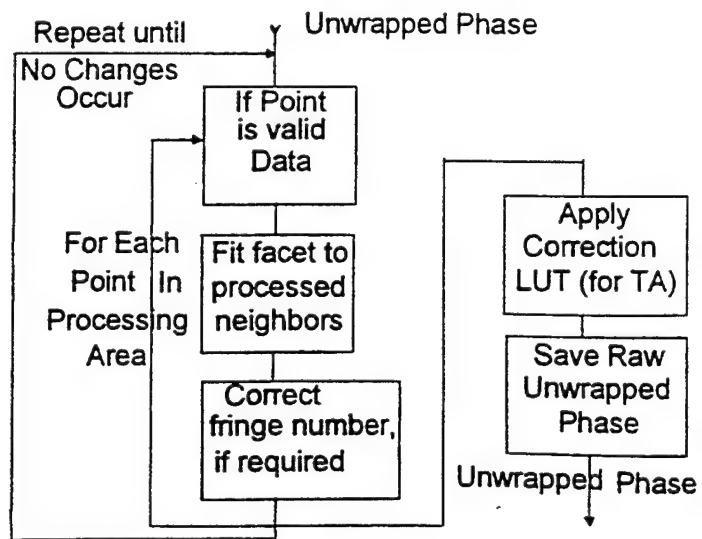 Repeat until
No Changes
Occur
Unwrapped Phase
If Point
is valid
Data
For Each
Point In
Processing
Area
Fit facet to
processed
neighbors
Correct
fringe number,
if required
Apply
Correction
LUT (for TA)
Save Raw
Unwrapped
Phase
Unwrapped Phase